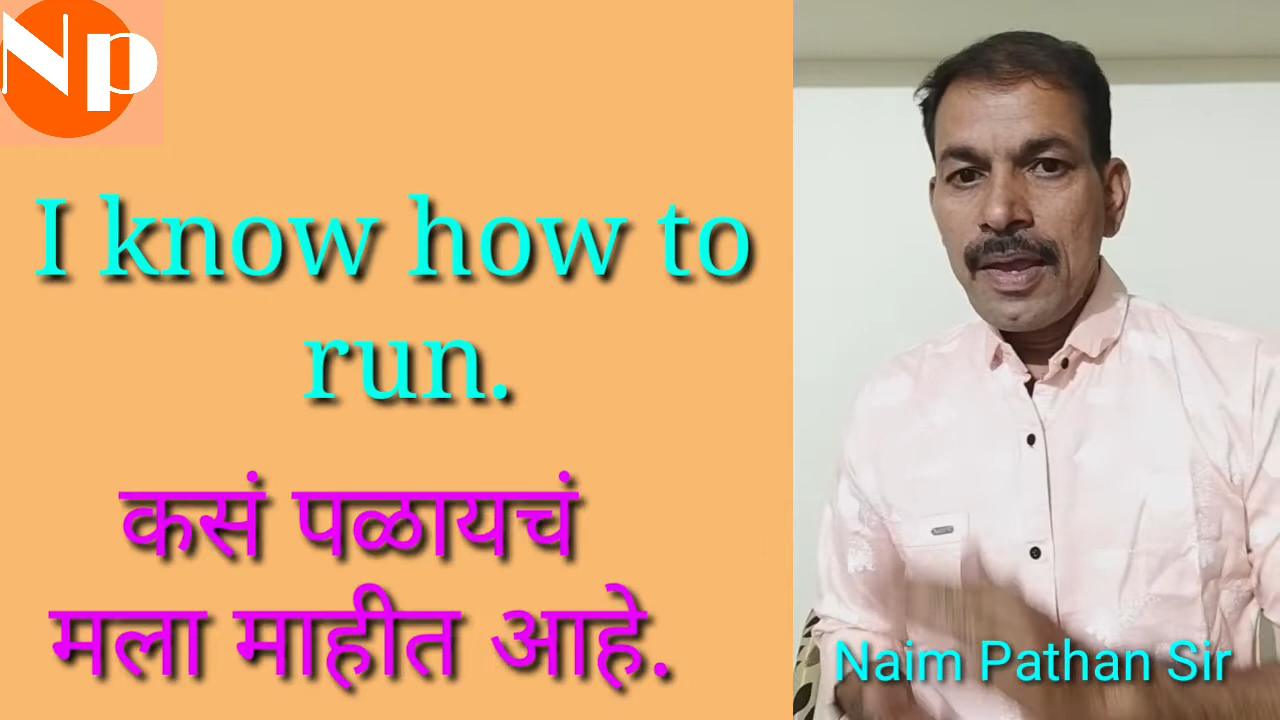 Np
I know how to
run.
कसं पळायचं
मला माहीत आहे.
Naim Pathan Sir